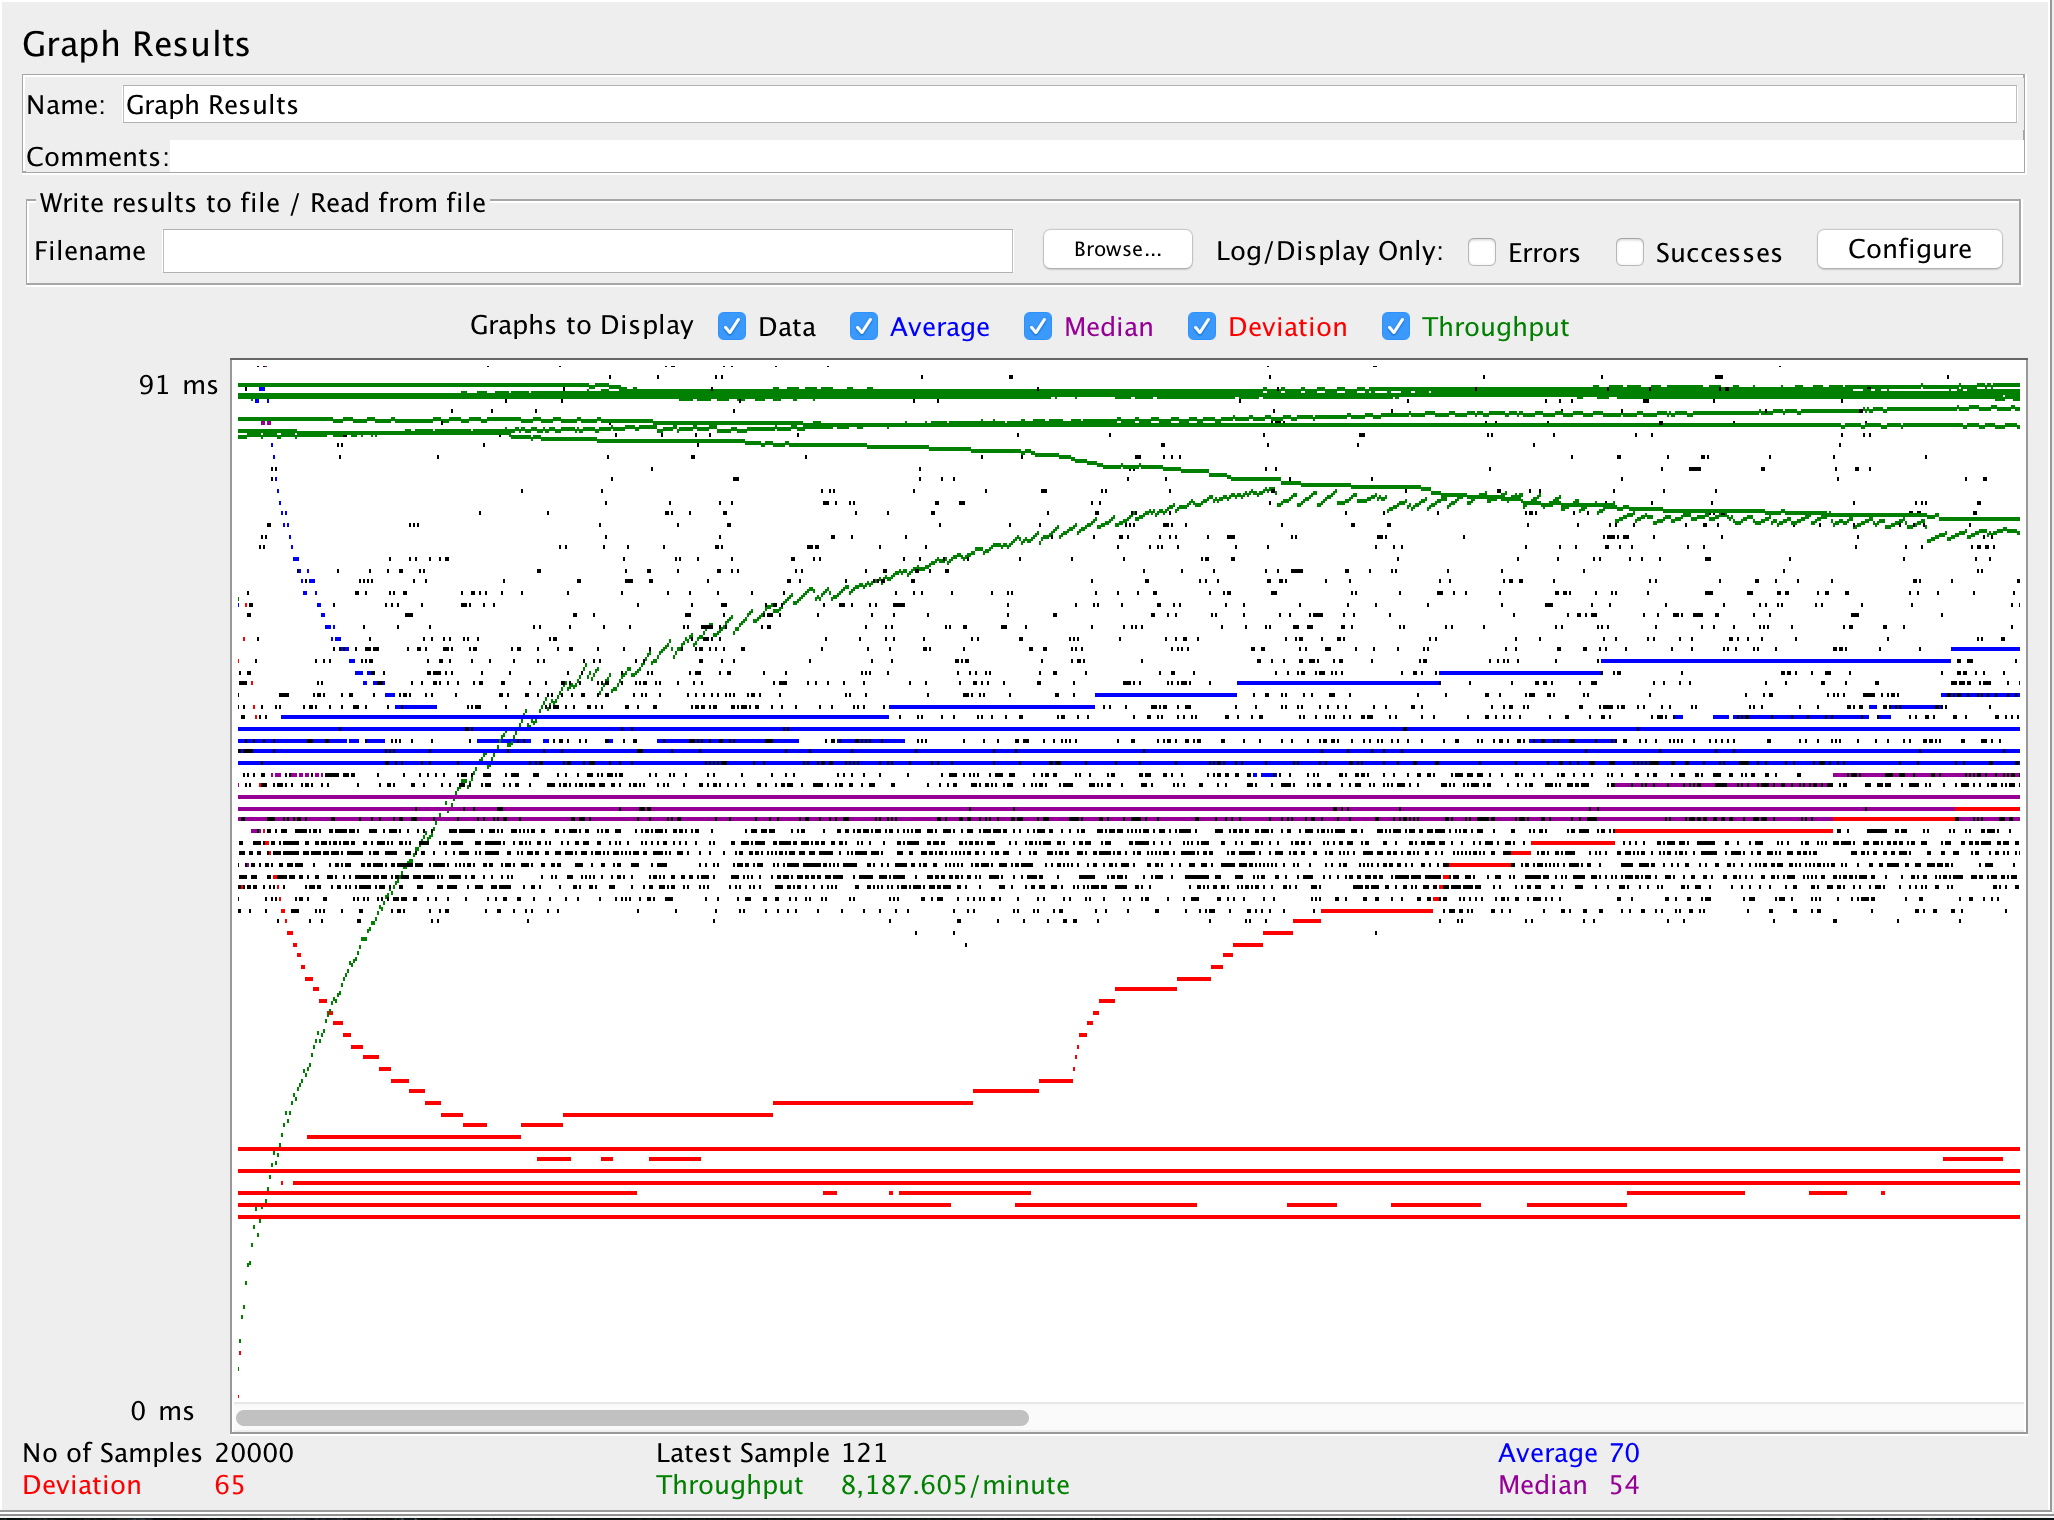 Graph Results
Name: Graph Results
Comments:
Write results to file / Read from file
Filename Browse... Log/Display Only: Errors Successes Configure
Graphs to Display Data Average Median Deviation Throughput
91 ms
0 ms
No of Samples 20000 Latest Sample 121 Average 70
Deviation 65 Throughput 8,187.605/minute Median 54